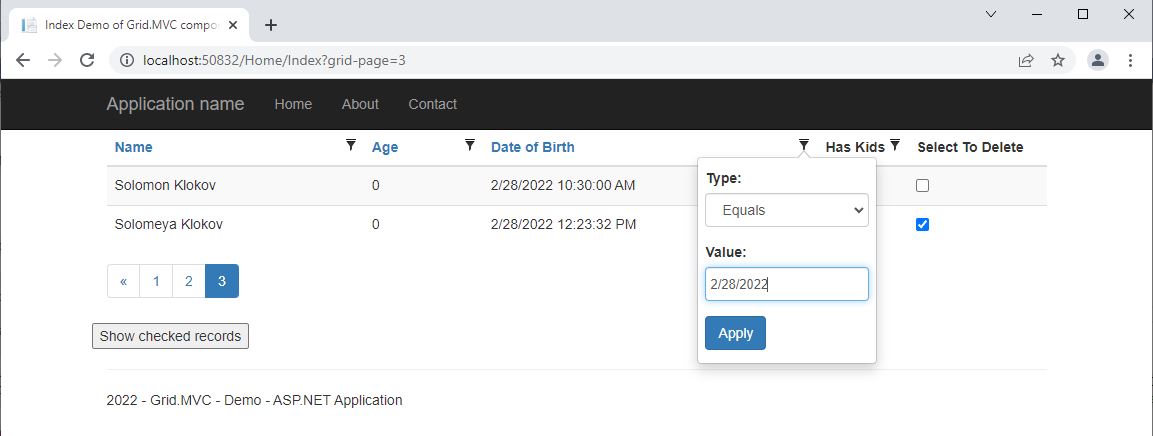 Index Demo of Grid.MVC compo
localhost:50832/Home/Index?grid-page=3
Application name Home About Contact
Name Age Date of Birth Has Kids Select To Delete
Solomon Klokov 0 2/28/2022 10:30:00 AM
Solomeya Klokov 0 2/28/2022 12:23:32 PM
Type:
Equals
Value:
2/28/2022
Apply
« 1 2 3
Show checked records
2022 - Grid.MVC - Demo - ASP.NET Application